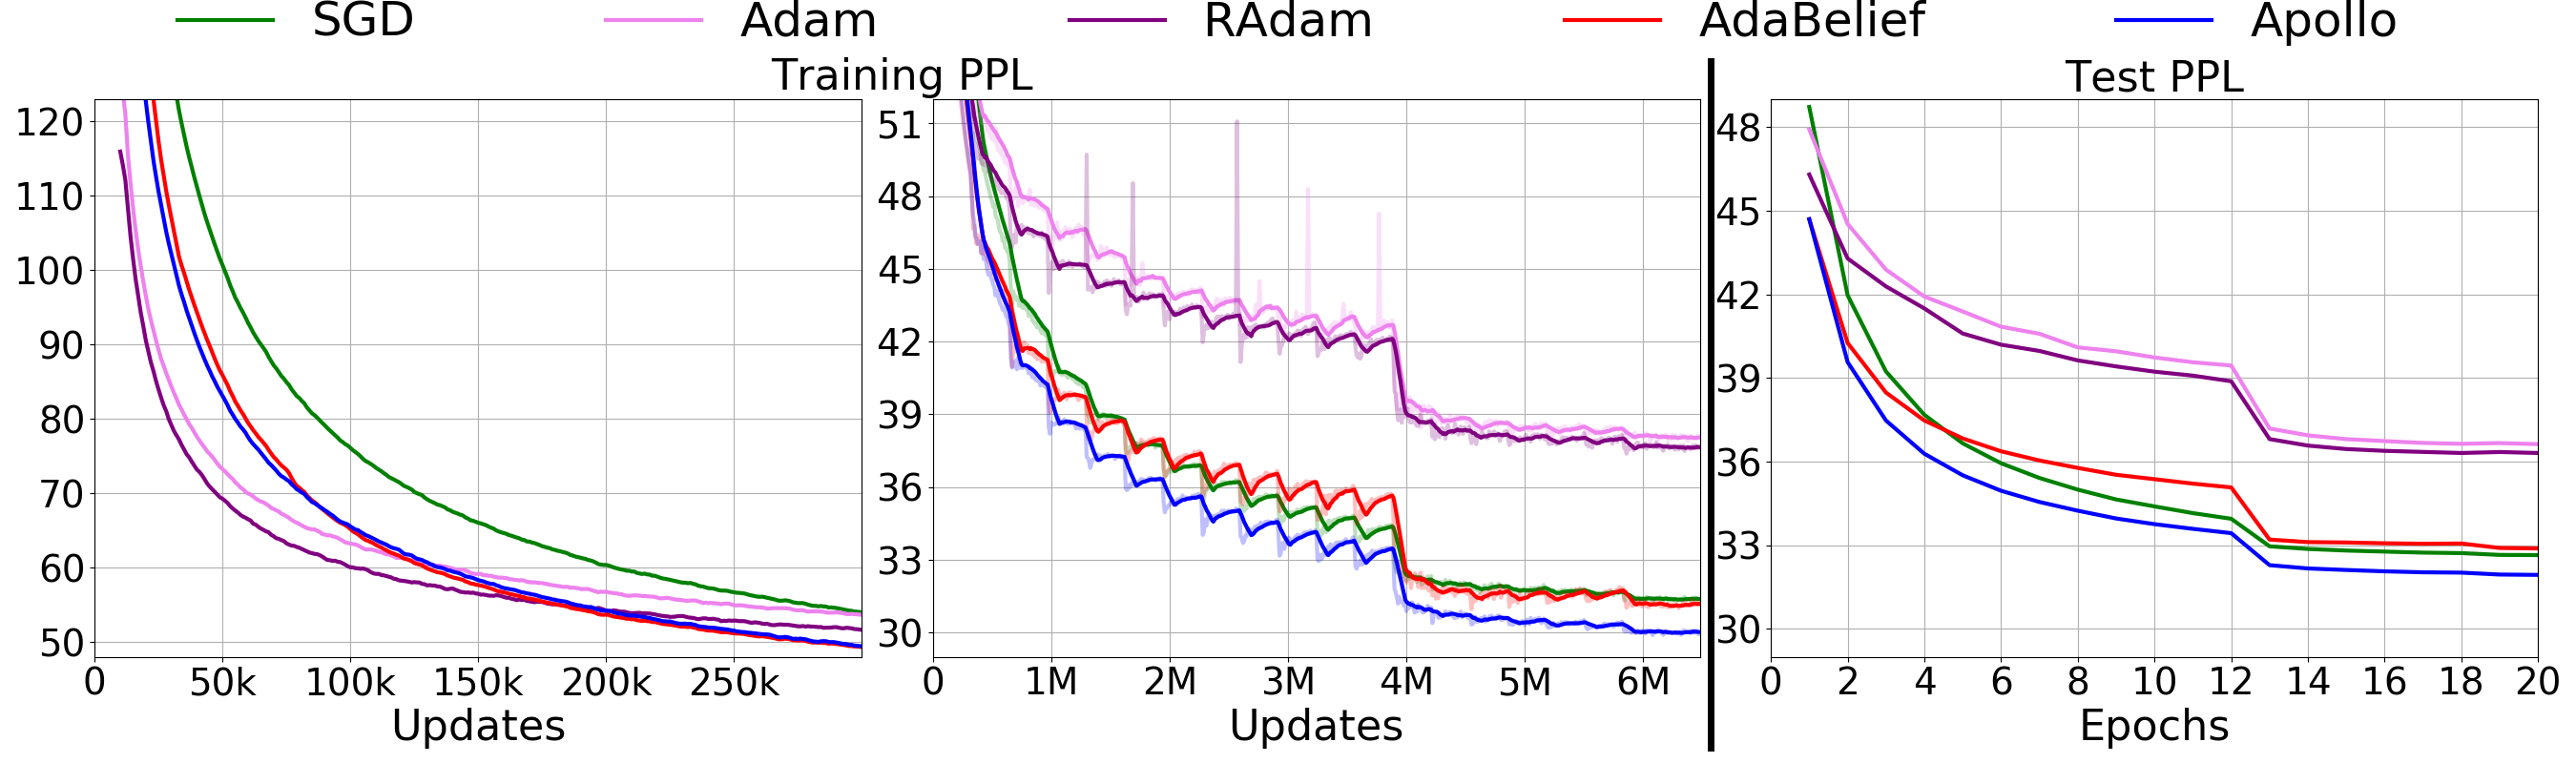 SGD Adam RAdam AdaBelief Apollo
Training PPL
Test PPL
120
110
100
90
80
70
60
50
0 50k 100k 150k 200k 250k
Updates
51
48
45
42
39
36
33
30
0 1M 2M 3M 4M 5M 6M
Updates
48
45
42
39
36
33
30
0 2 4 6 8 10 12 14 16 18 20
Epochs